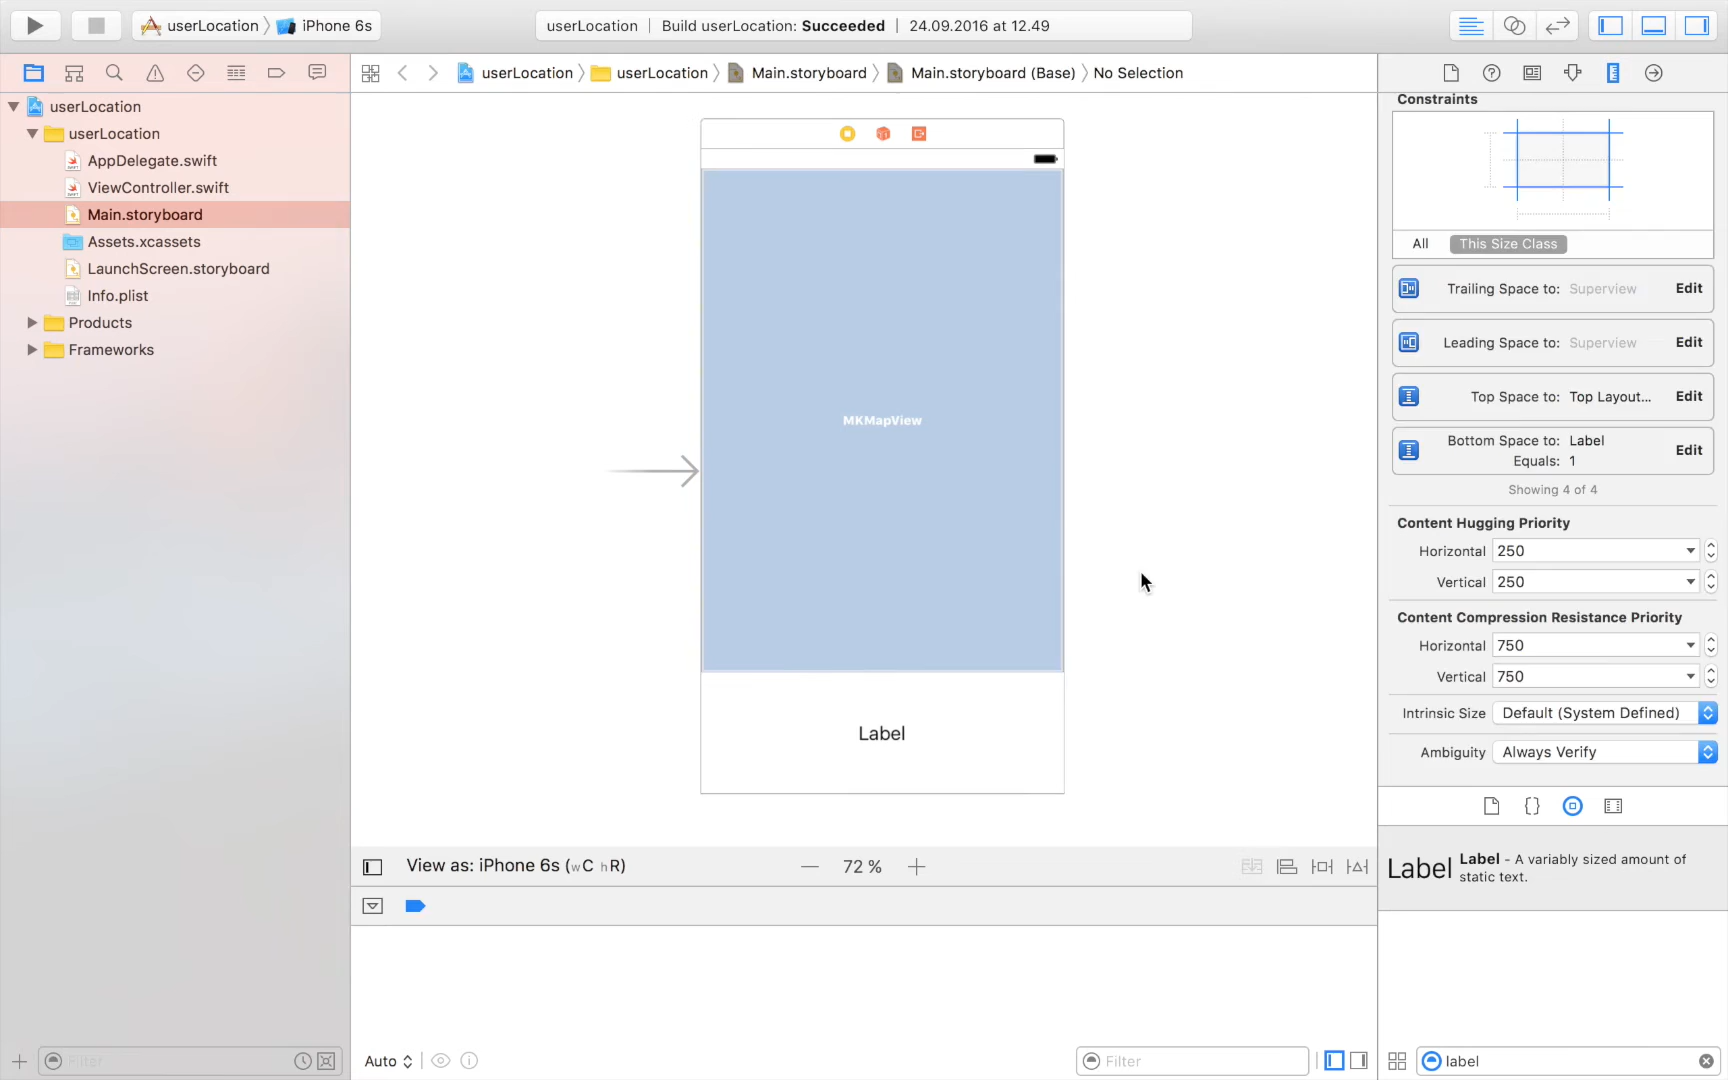 userLocation iPhone 6s
userLocation Build userLocation: Succeeded 24.09.2016 at 12.49
userLocation userLocation Main.storyboard Main.storyboard (Base) No Selection
userLocation
userLocation
AppDelegate.swift
ViewController.swift
Main.storyboard
Assets.xcassets
LaunchScreen.storyboard
Info.plist
Products
Frameworks
MKMapView
Label
View as: iPhone 6s (wC hR)
72 %
Auto
Filter
Filter
Constraints
All This Size Class
Trailing Space to: Superview Edit
Leading Space to: Superview Edit
Top Space to: Top Layout... Edit
Bottom Space to: Label
Equals: 1 Edit
Showing 4 of 4
Content Hugging Priority
Horizontal 250
Vertical 250
Content Compression Resistance Priority
Horizontal 750
Vertical 750
Intrinsic Size Default (System Defined)
Ambiguity Always Verify
Label Label - A variably sized amount of
static text.
label